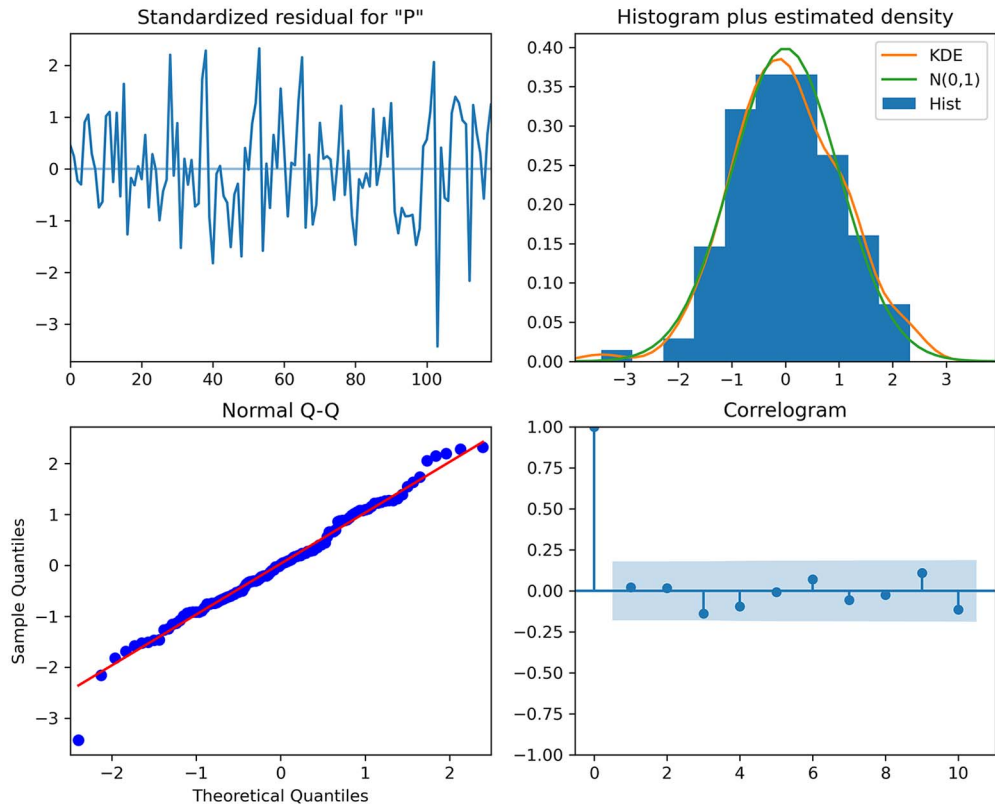 Standardized residual for "P"
2
1
0
−1
−2
−3
0 20 40 60 80 100
Histogram plus estimated density
0.40
0.35
0.30
0.25
0.20
0.15
0.10
0.05
0.00
KDE
N(0,1)
Hist
−3 −2 −1 0 1 2 3
Normal Q-Q
Sample Quantiles
2
1
0
−1
−2
−3
−2 −1 0 1 2
Theoretical Quantiles
Correlogram
1.00
0.75
0.50
0.25
0.00
−0.25
−0.50
−0.75
−1.00
0 2 4 6 8 10